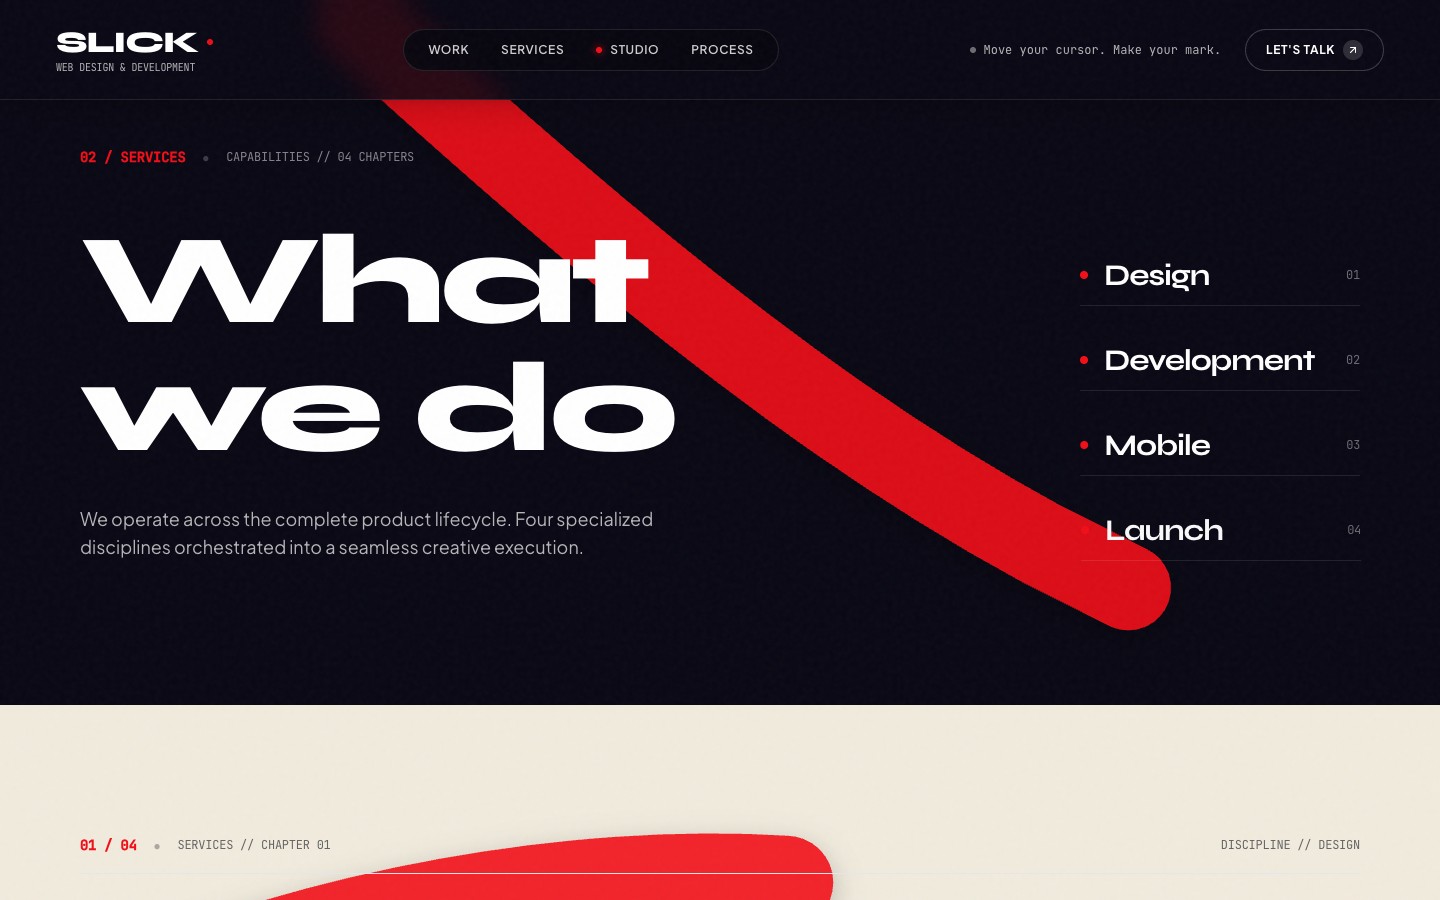 SLICK
WEB DESIGN & DEVELOPMENT
WORK
SERVICES
STUDIO
PROCESS
Move your cursor. Make your mark.
LET'S TALK
02 / SERVICES
CAPABILITIES // 04 CHAPTERS
What
we do
We operate across the complete product lifecycle. Four specialized
disciplines orchestrated into a seamless creative execution.
Design 01
Development 02
Mobile 03
Launch 04
01 / 04
SERVICES // CHAPTER 01
DISCIPLINE // DESIGN